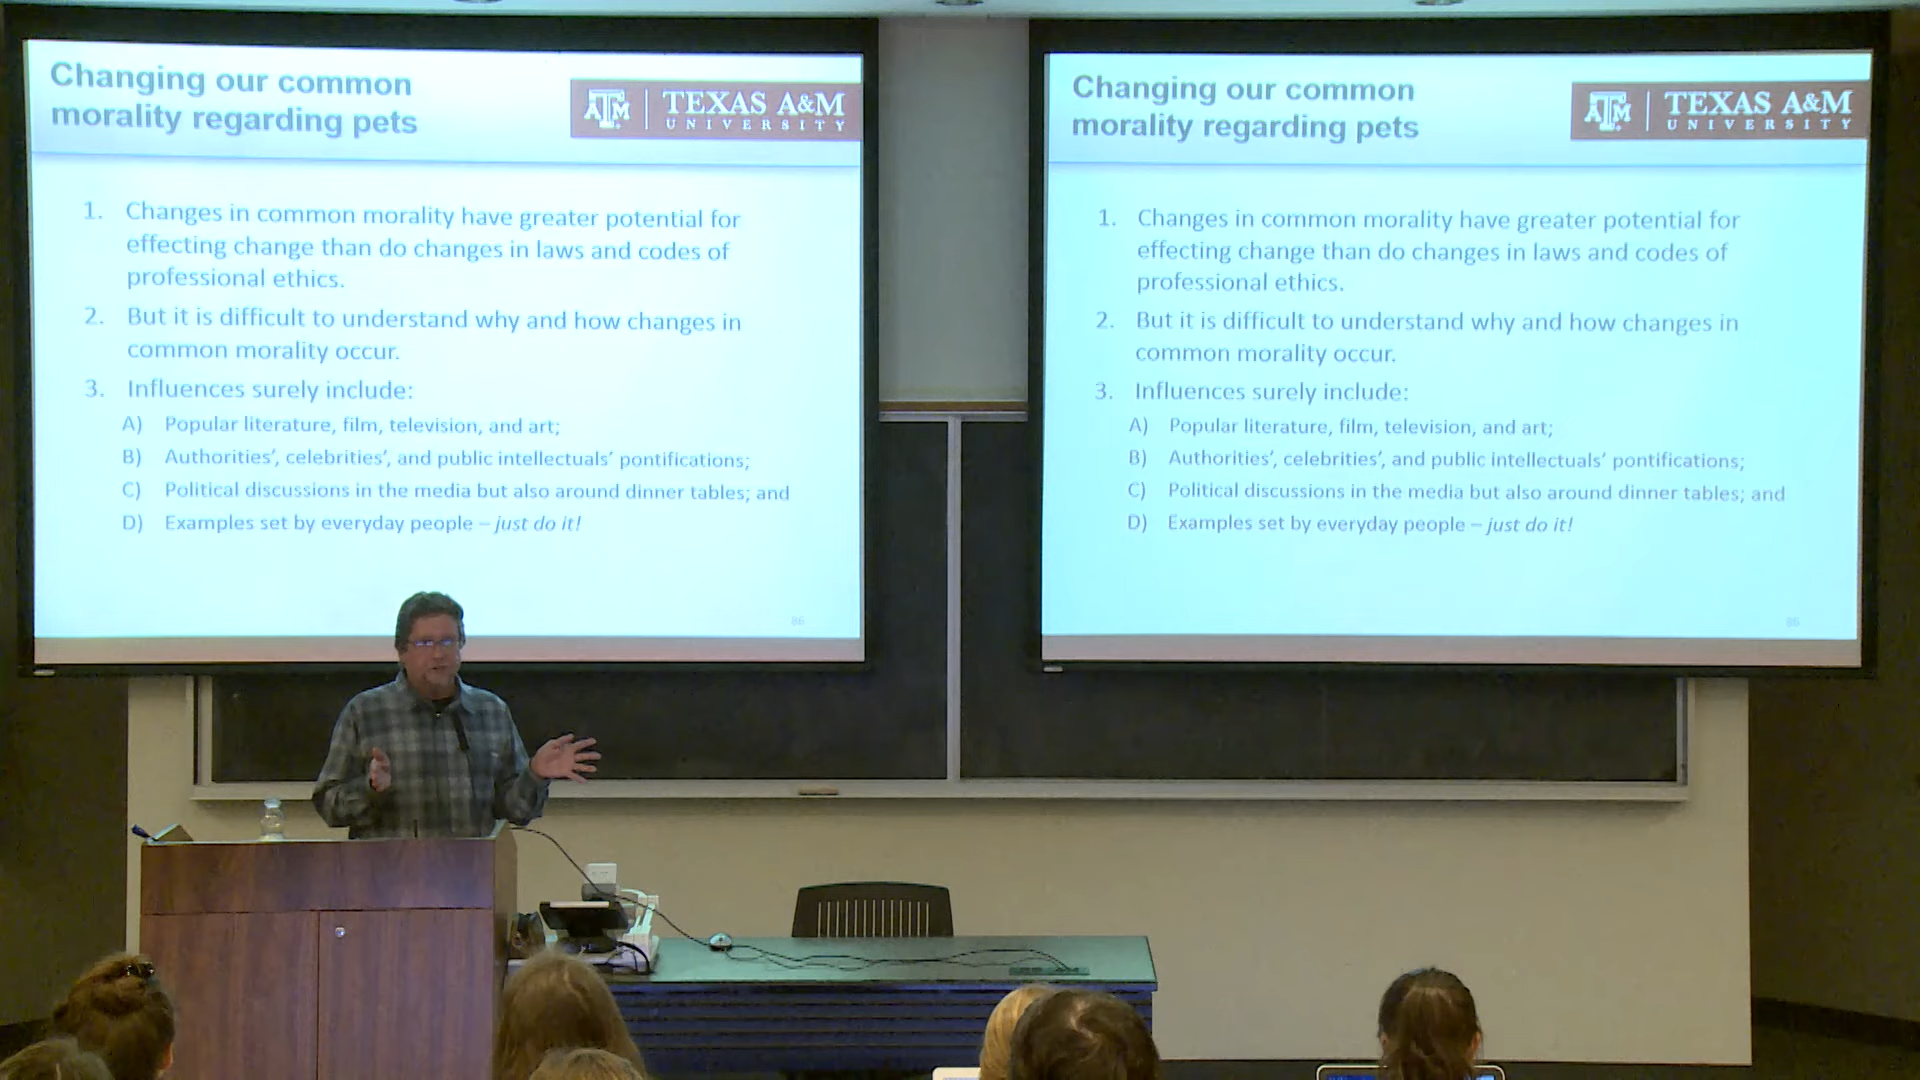 Changing our common
morality regarding pets
ATM TEXAS A&M
UNIVERSITY
1. Changes in common morality have greater potential for
effecting change than do changes in laws and codes of
professional ethics.
2. But it is difficult to understand why and how changes in
common morality occur.
3. Influences surely include:
A) Popular literature, film, television, and art;
B) Authorities', celebrities', and public intellectuals' pontifications;
C) Political discussions in the media but also around dinner tables; and
D) Examples set by everyday people – just do it!
86
Changing our common
morality regarding pets
ATM TEXAS A&M
UNIVERSITY
1. Changes in common morality have greater potential for
effecting change than do changes in laws and codes of
professional ethics.
2. But it is difficult to understand why and how changes in
common morality occur.
3. Influences surely include:
A) Popular literature, film, television, and art;
B) Authorities', celebrities', and public intellectuals' pontifications;
C) Political discussions in the media but also around dinner tables; and
D) Examples set by everyday people – just do it!
86